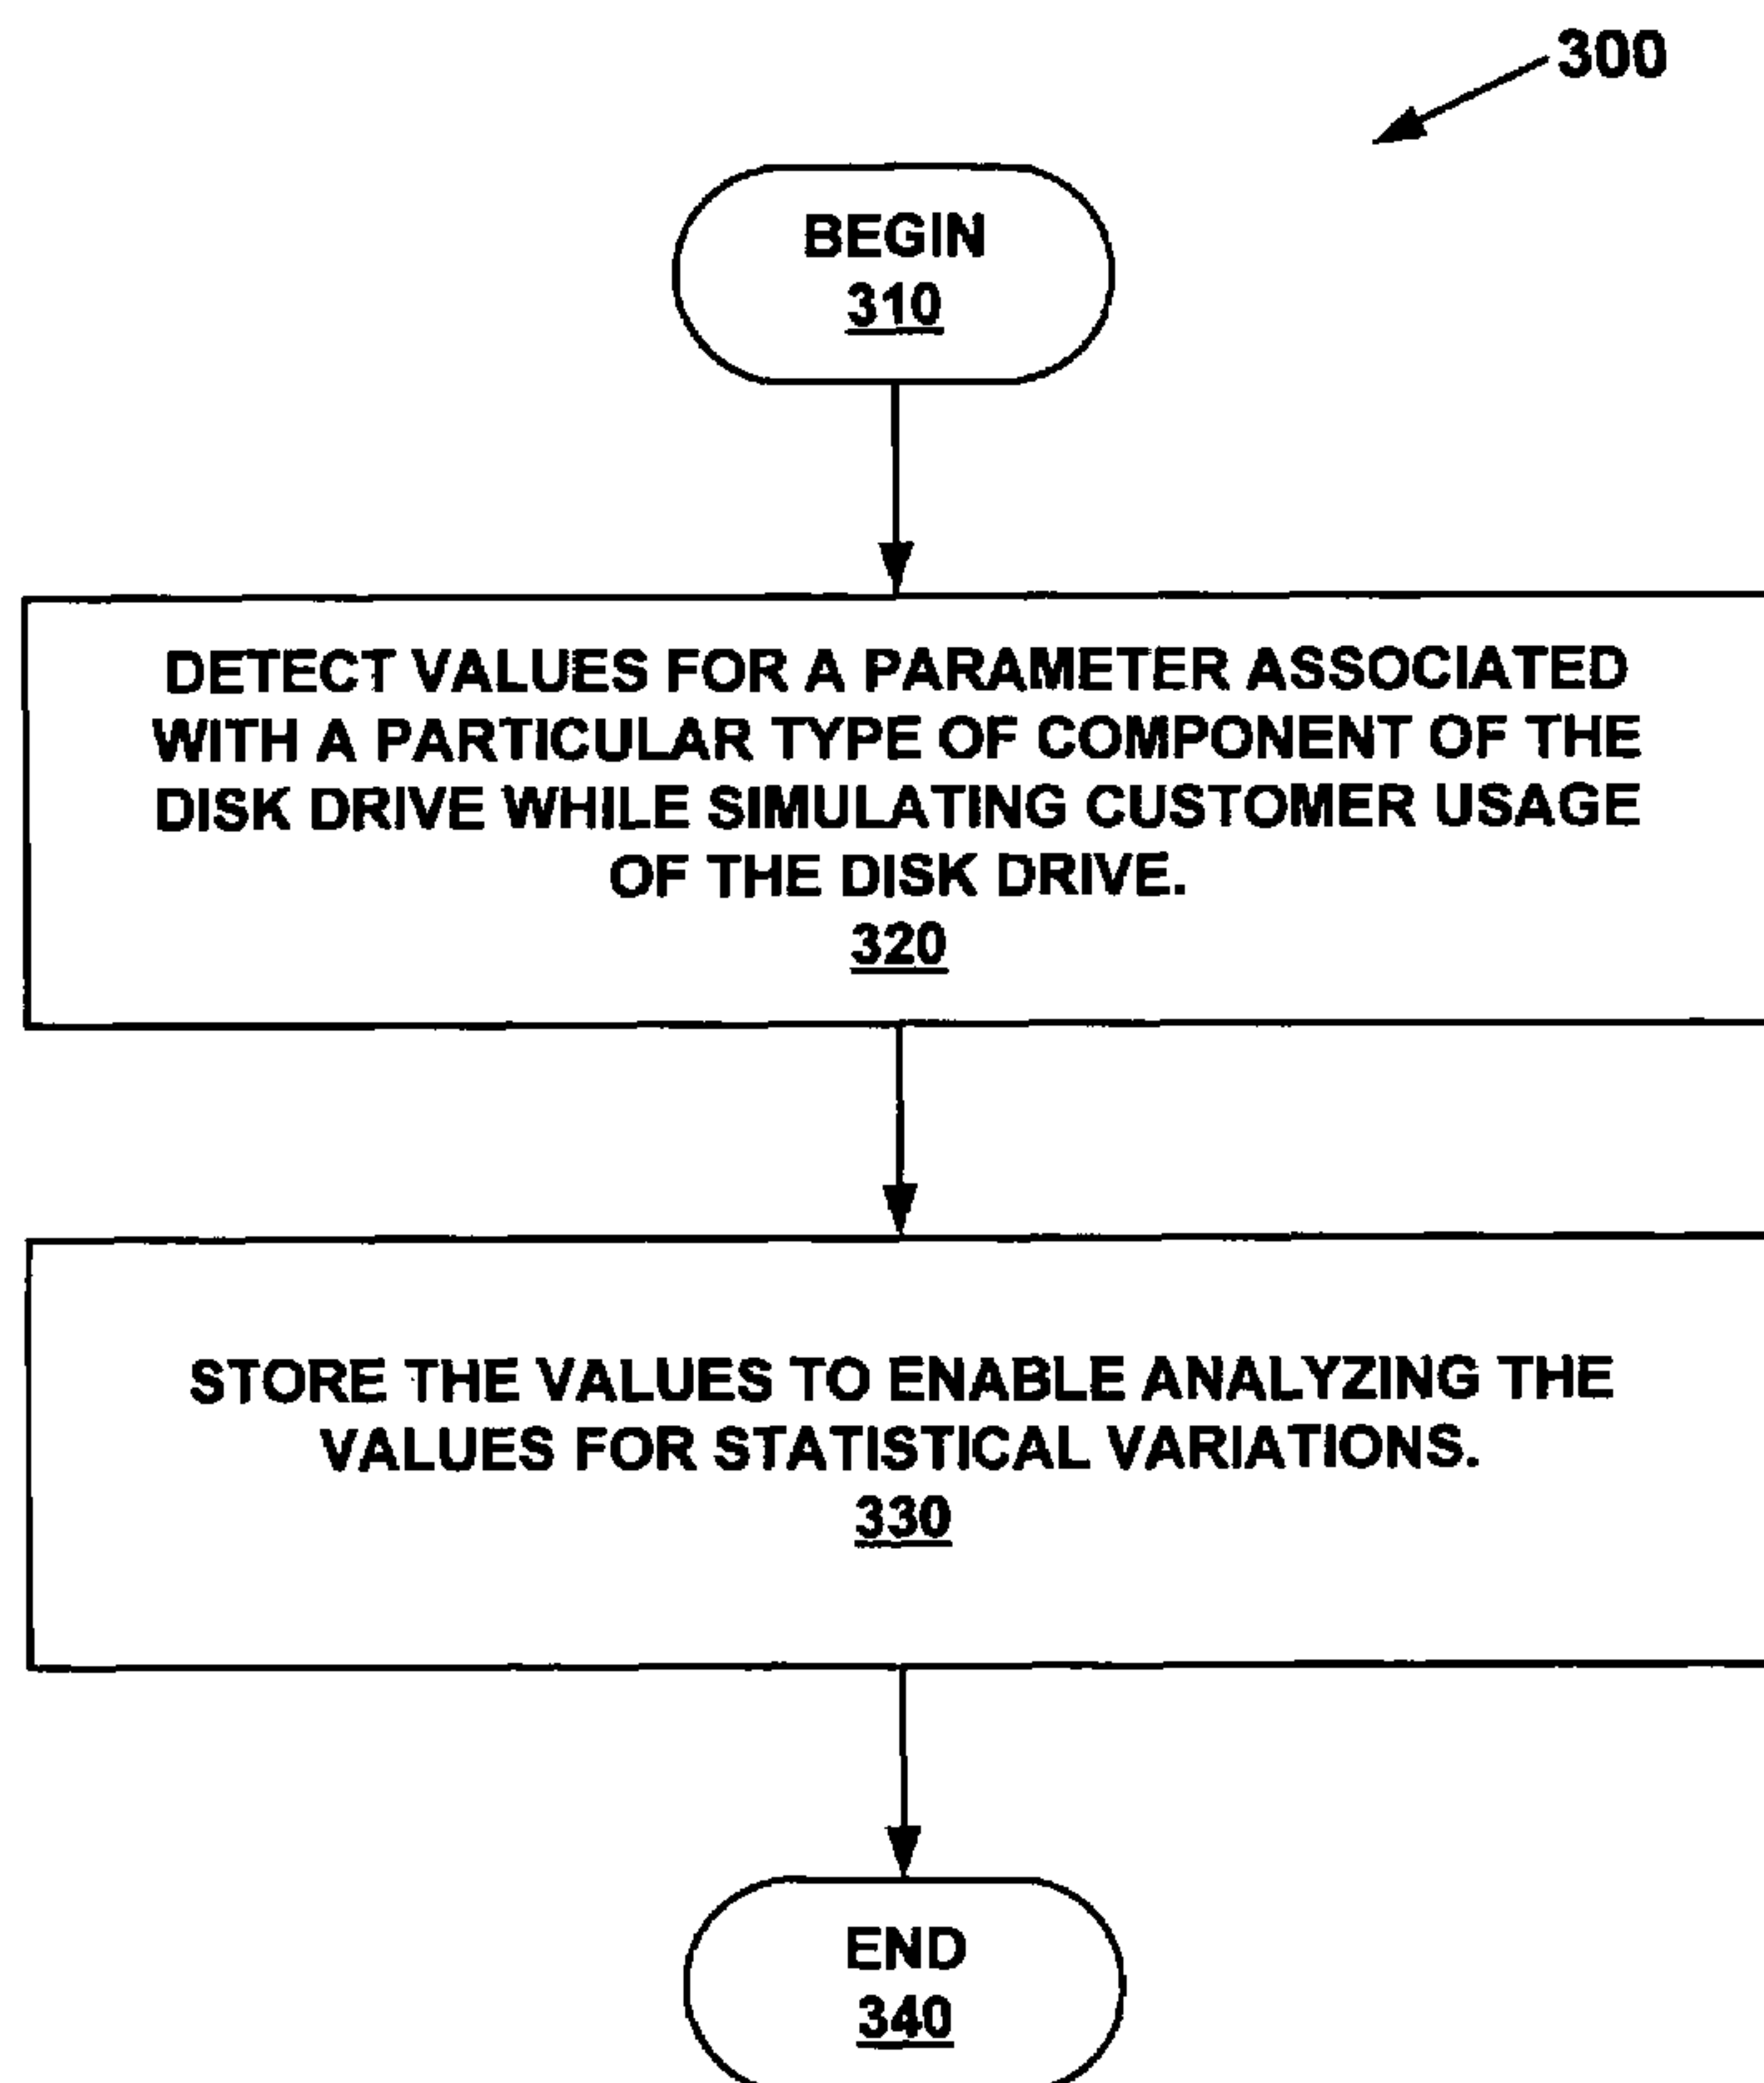 300
BEGIN
310
DETECT VALUES FOR A PARAMETER ASSOCIATED
WITH A PARTICULAR TYPE OF COMPONENT OF THE
DISK DRIVE WHILE SIMULATING CUSTOMER USAGE
OF THE DISK DRIVE.
320
STORE THE VALUES TO ENABLE ANALYZING THE
VALUES FOR STATISTICAL VARIATIONS.
330
END
340